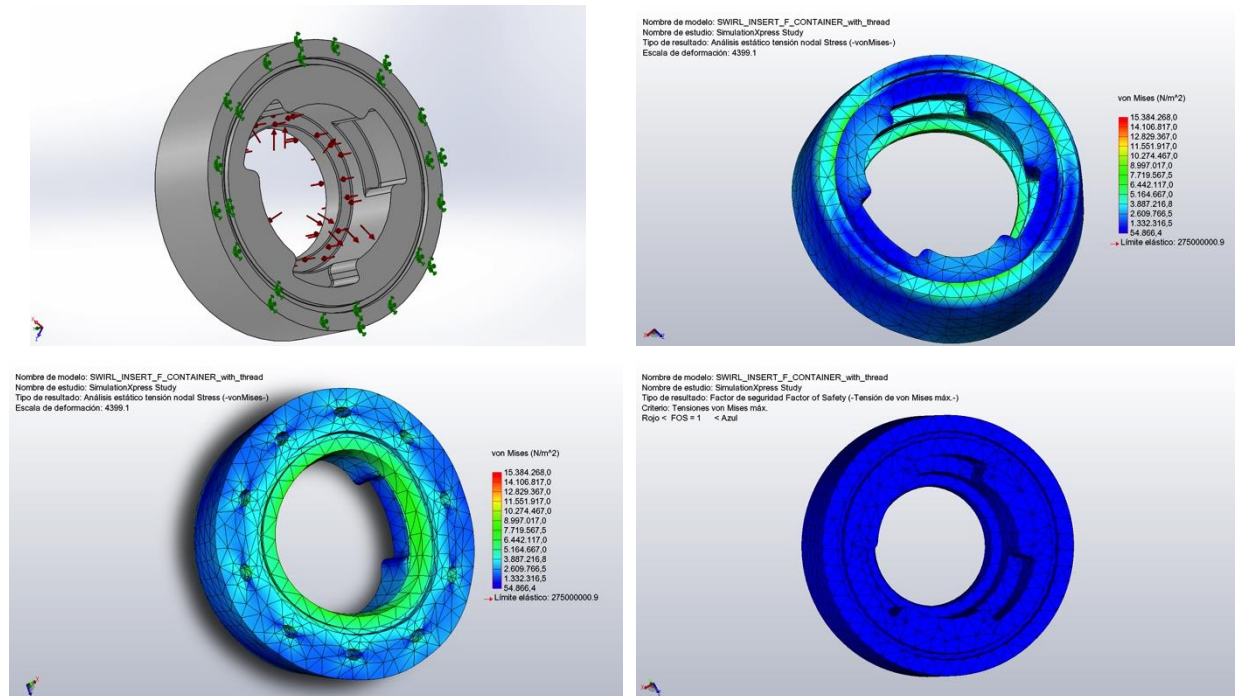 Nombre de modelo: SWIRL_INSERT_F_CONTAINER_with_thread
Nombre de estudio: SimulationXpress Study
Tipo de resultado: Análisis estático tensión nodal Stress (-vonMises-)
Escala de deformación: 4399.1
von Mises (N/m^2)
15.384.268,0
14.106.817,0
12.829.367,0
11.551.917,0
10.274.467,0
8.997.017,0
7.719.567,5
6.442.117,0
5.164.667,0
3.887.216,8
2.609.766,5
1.332.316,5
54.866,4
Límite elástico: 275000000.9
Nombre de modelo: SWIRL_INSERT_F_CONTAINER_with_thread
Nombre de estudio: SimulationXpress Study
Tipo de resultado: Análisis estático tensión nodal Stress (-vonMises-)
Escala de deformación: 4399.1
von Mises (N/m^2)
15.384.268,0
14.106.817,0
12.829.367,0
11.551.917,0
10.274.467,0
8.997.017,0
7.719.567,5
6.442.117,0
5.164.667,0
3.887.216,8
2.609.766,5
1.332.316,5
54.866,4
Límite elástico: 275000000.9
Nombre de modelo: SWIRL_INSERT_F_CONTAINER_with_thread
Nombre de estudio: SimulationXpress Study
Tipo de resultado: Factor de seguridad Factor of Safety (-Tensión de von Mises máx.-)
Criterio: Tensiones von Mises máx.
Rojo < FOS = 1 < Azul